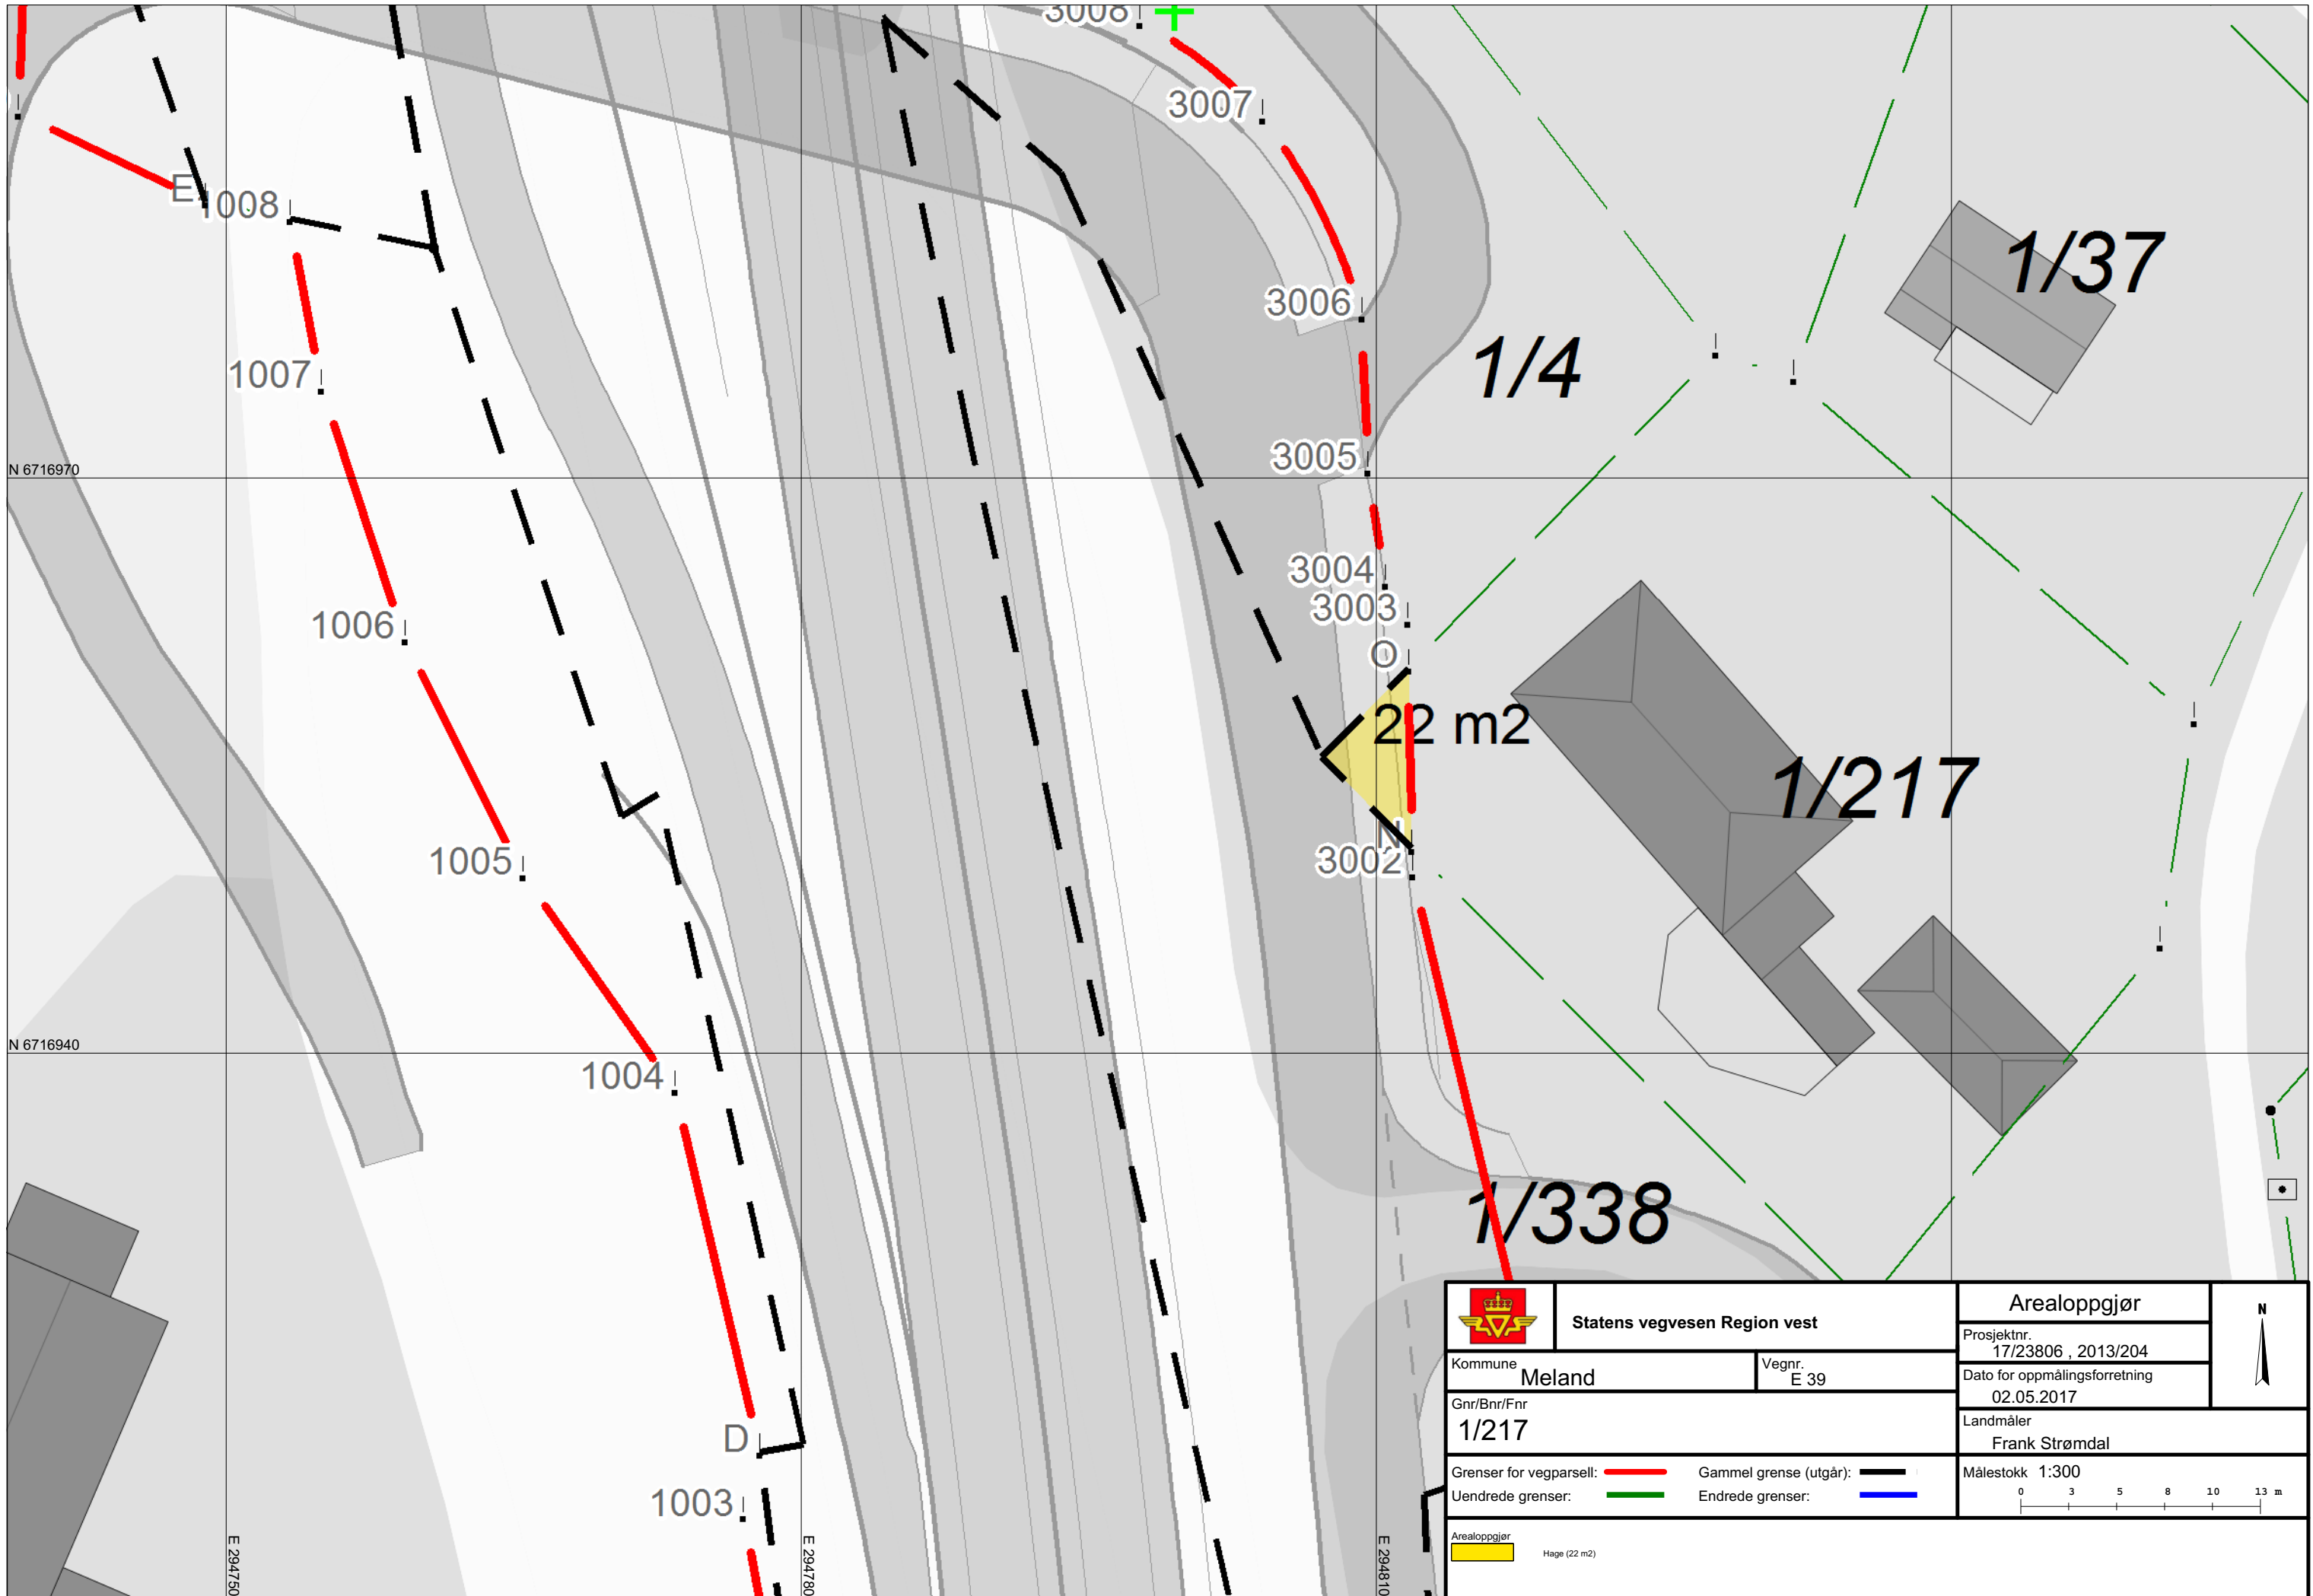 3008
3007
E
1008
1/37
3006
1/4
1007
3005
N 6716970
3004
3003
1006
O
22 m2
1/217
N
3002
1005
N 6716940
1004
1/338
D
1003
E 294750
E 294780
E 294810
Statens vegvesen Region vest
Arealoppgjør
N
Prosjektnr.
17/23806 , 2013/204
Kommune
Meland
Vegnr.
E 39
Dato for oppmålingsforretning
02.05.2017
Gnr/Bnr/Fnr
1/217
Landmåler
Frank Strømdal
Grenser for vegparsell: Gammel grense (utgår):
Uendrede grenser: Endrede grenser:
Målestokk 1:300
0 3 5 8 10 13 m
Arealoppgjør
Hage (22 m2)